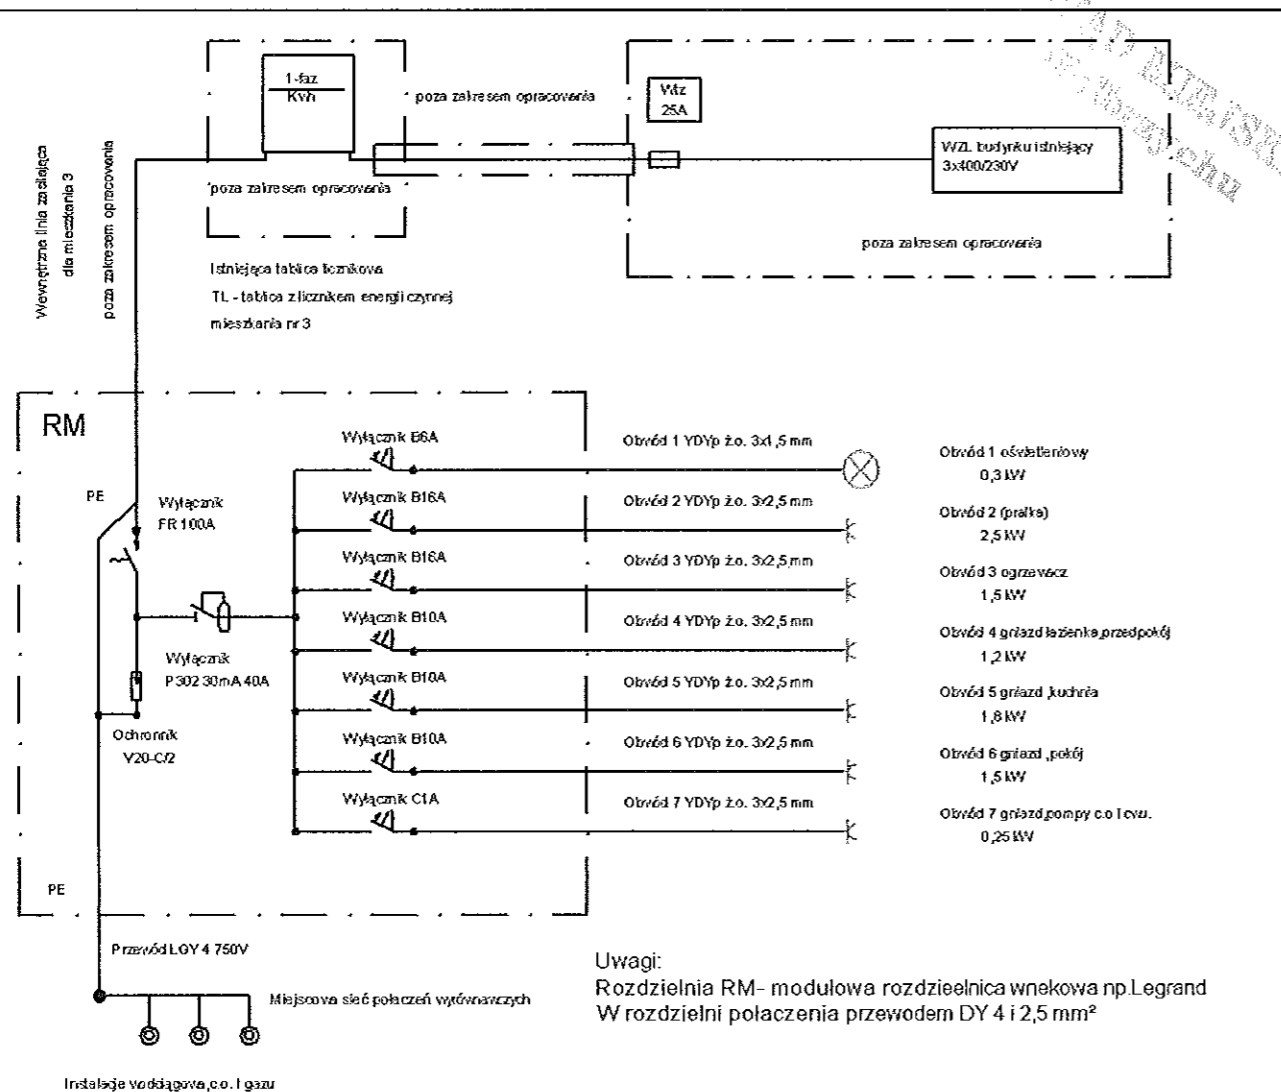 1-faz
Kvh
poza zakresem opracowania
Wtz
25A
WZL budynku istniejący
3x400/230V
poza zakresem opracowania
poza zakresem opracowania
Wewnętrzna linia zasilająca
dla mieszkania 3
poza zakresem opracowania
Istniejąca tablica licznikowa
TL - tablica z licznikem energii czynnej
mieszkania nr 3
RM
PE
Wyłącznik
FR 100A
Wyłącznik
P302 30mA 40A
Ochronnik
V20-C/2
PE
Wyłącznik B6A
Obwód 1 YDYp ż.o. 3x1,5 mm
Obwód 1 oświetleniowy
0,3 kW
Wyłącznik B16A
Obwód 2 YDYp ż.o. 3x2,5 mm
Obwód 2 (pralka)
2,5 kW
Wyłącznik B16A
Obwód 3 YDYp ż.o. 3x2,5 mm
Obwód 3 ogrzewacz
1,5 kW
Wyłącznik B10A
Obwód 4 YDYp ż.o. 3x2,5 mm
Obwód 4 gniazd łazienka,przedpokój
1,2 kW
Wyłącznik B10A
Obwód 5 YDYp ż.o. 3x2,5 mm
Obwód 5 gniazd ,kuchnia
1,8 kW
Wyłącznik B10A
Obwód 6 YDYp ż.o. 3x2,5 mm
Obwód 6 gniazd ,pokój
1,5 kW
Wyłącznik C1A
Obwód 7 YDYp ż.o. 3x2,5 mm
Obwód 7 gniazd,pompy c.o i cwu.
0,25 kW
Przewód LGY 4 750V
Miejscowa sieć połaczeń wyrównawczych
Instalacje wodciągowa,c.o. i gazu
Uwagi:
Rozdzielnia RM- modułowa rozdzieelnica wnekowa np.Legrand
W rozdzielni połaczenia przewodem DY 4 i 2,5 mm²